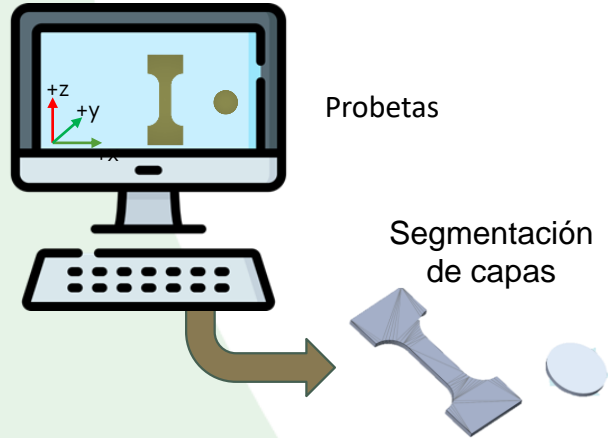 +z
+y
+x
Probetas
Segmentación
de capas